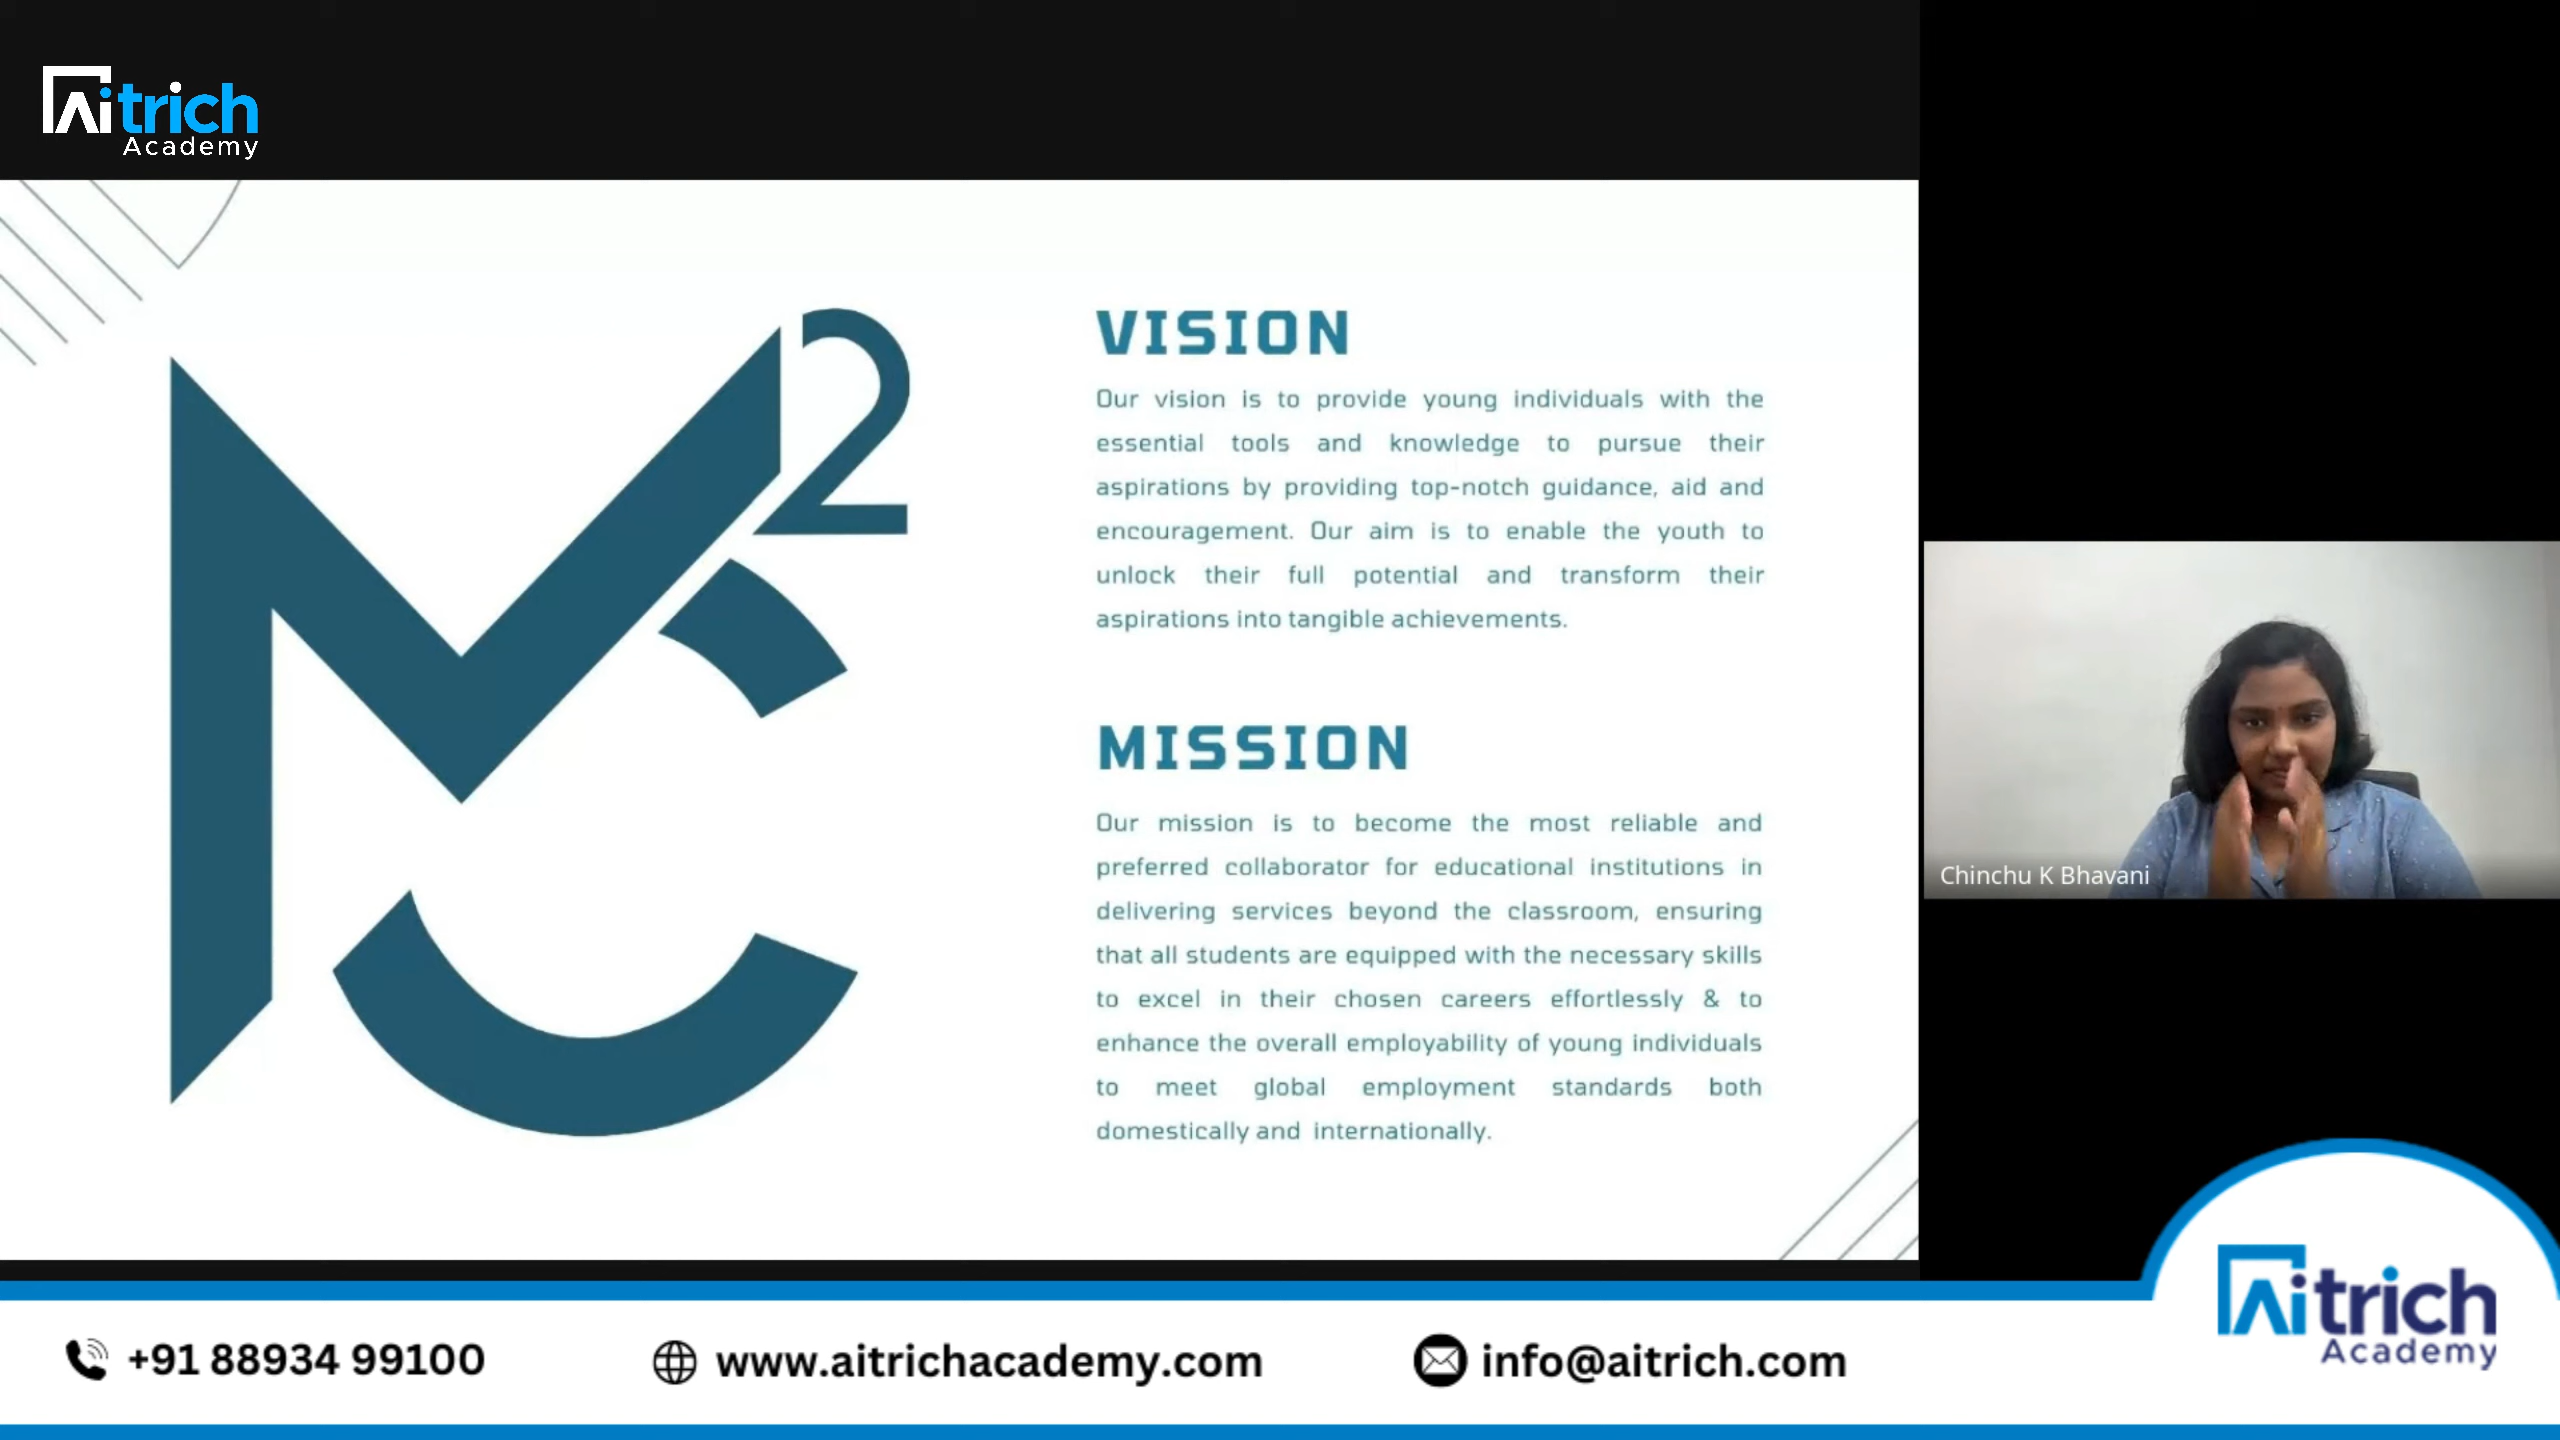 Aitrich
Academy
MC2
VISION
Our vision is to provide young individuals with the
essential tools and knowledge to pursue their
aspirations by providing top-notch guidance, aid and
encouragement. Our aim is to enable the youth to
unlock their full potential and transform their
aspirations into tangible achievements.
MISSION
Our mission is to become the most reliable and
preferred collaborator for educational institutions in
delivering services beyond the classroom, ensuring
that all students are equipped with the necessary skills
to excel in their chosen careers effortlessly & to
enhance the overall employability of young individuals
to meet global employment standards both
domestically and internationally.
Chinchu K Bhavani
+91 88934 99100
www.aitrichacademy.com
info@aitrich.com
Aitrich
Academy